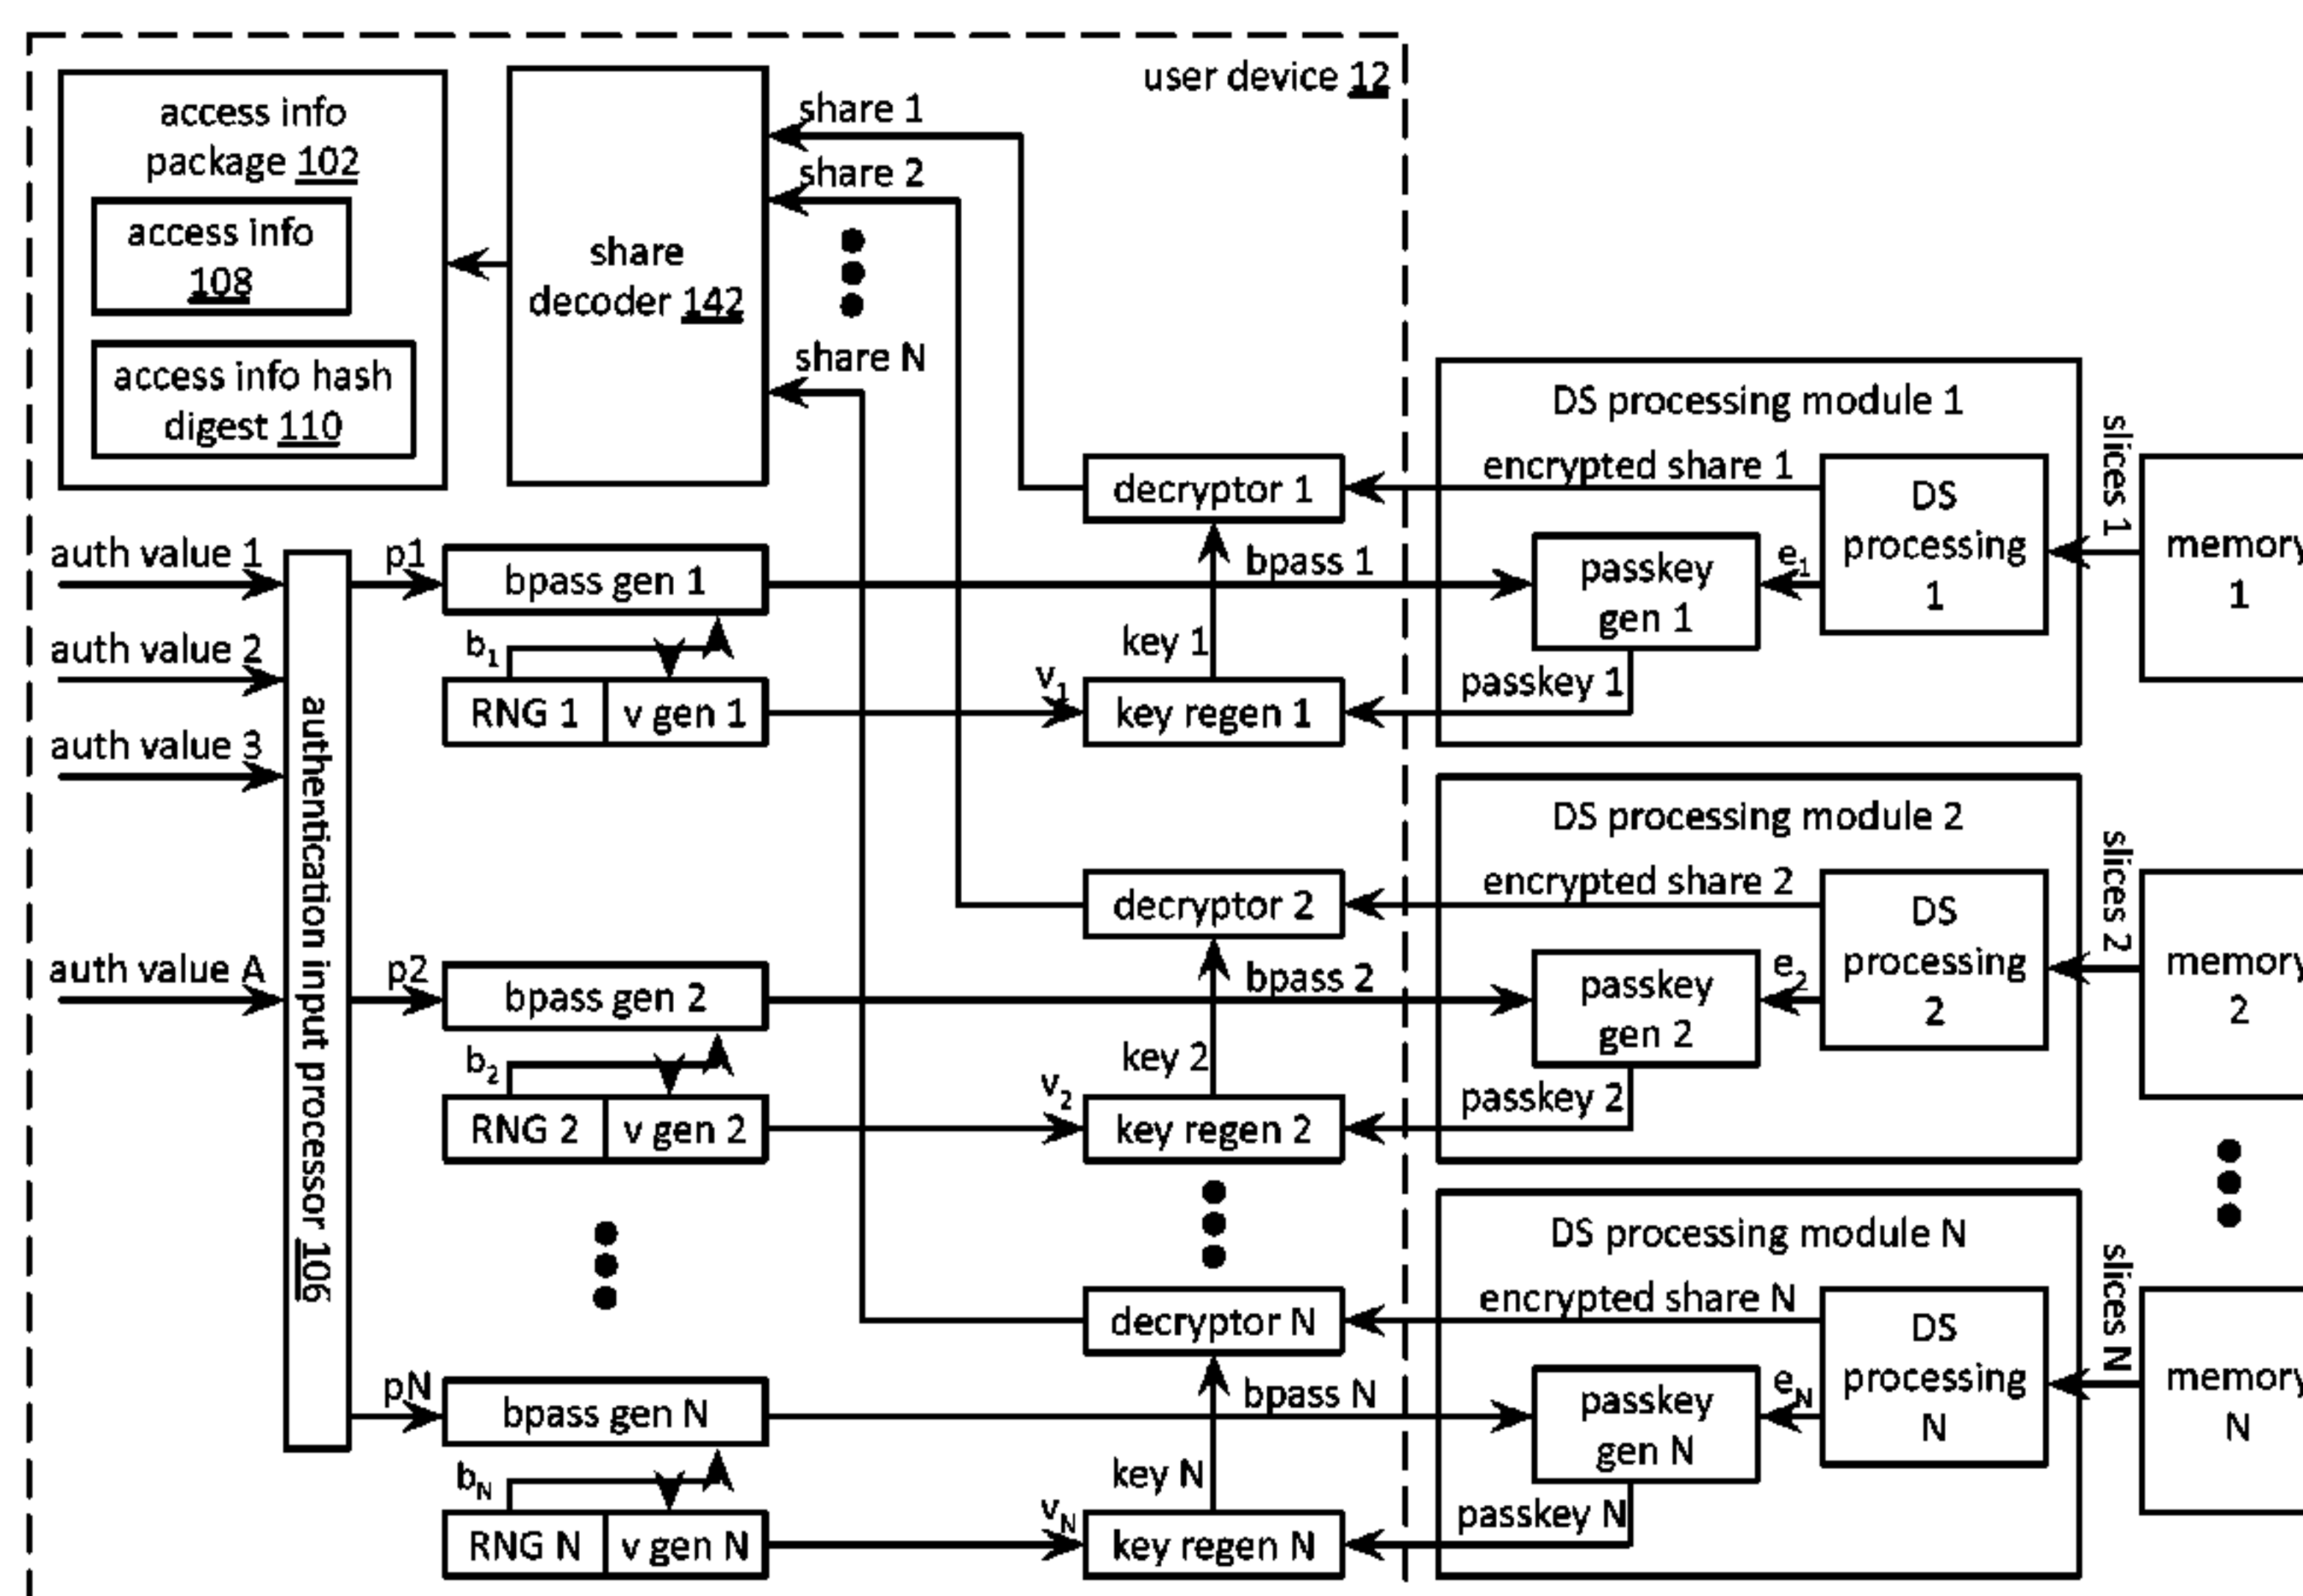 user device 12
access info
package 102
access info
108
access info hash
digest 110
share
decoder 142
share 1
share 2
share N
auth value 1
auth value 2
auth value 3
auth value A
authentication input processor 106
p1
bpass gen 1
b1
RNG 1
v gen 1
v1
key regen 1
key 1
decryptor 1
bpass 1
DS processing module 1
encrypted share 1
passkey
gen 1
e1
DS
processing
1
passkey 1
slices 1
memory
1
p2
bpass gen 2
b2
RNG 2
v gen 2
v2
key regen 2
key 2
decryptor 2
bpass 2
DS processing module 2
encrypted share 2
passkey
gen 2
e2
DS
processing
2
passkey 2
slices 2
memory
2
pN
bpass gen N
bN
RNG N
v gen N
vN
key regen N
key N
decryptor N
bpass N
DS processing module N
encrypted share N
passkey
gen N
eN
DS
processing
N
passkey N
slices N
memory
N